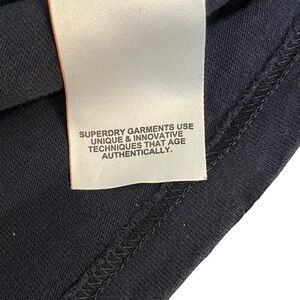 SUPERDRY GARMENTS USE
UNIQUE & INNOVATIVE
TECHNIQUES THAT AGE
AUTHENTICALLY.